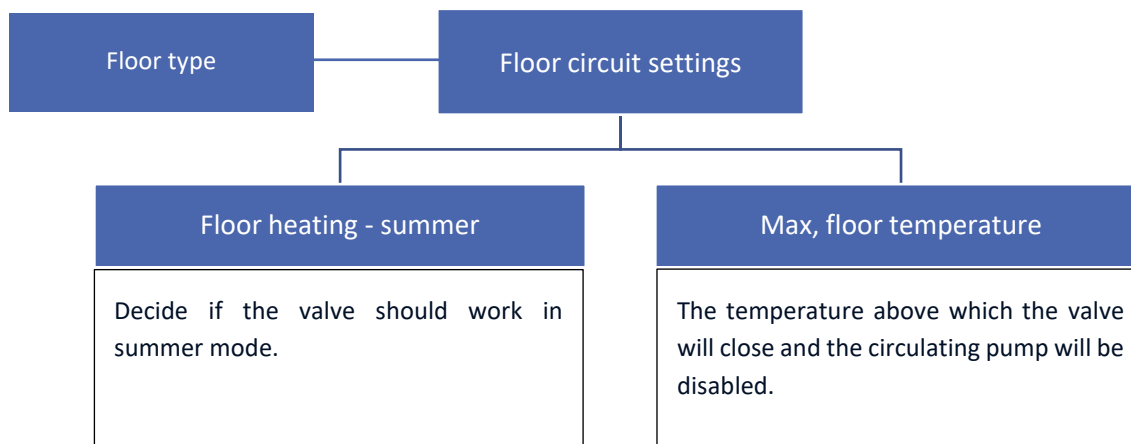 Floor type
Floor circuit settings
Floor heating - summer
Max, floor temperature
Decide if the valve should work in
summer mode.
The temperature above which the valve
will close and the circulating pump will be
disabled.